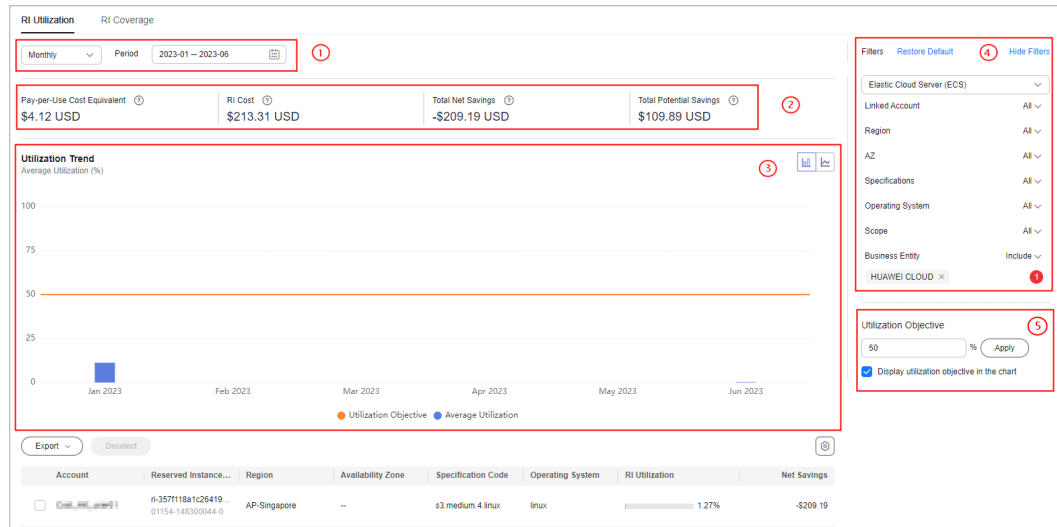 RI Utilization RI Coverage
Monthly Period 2023-01 – 2023-06 1
Pay-per-Use Cost Equivalent ? RI Cost ? Total Net Savings ? Total Potential Savings ? 2
$4.12 USD $213.31 USD -$209.19 USD $109.89 USD
Utilization Trend
Average Utilization (%) 3
100
75
50
25
0
Jan 2023 Feb 2023 Mar 2023 Apr 2023 May 2023 Jun 2023
Utilization Objective Average Utilization
Export Deselect
Account Reserved Instance... Region Availability Zone Specification Code Operating System RI Utilization Net Savings
ri-357f118a1c26419...
01154-148300044-0
AP-Singapore -- s3.medium.4.linux linux 1.27% -$209.19
Filters Restore Default 4 Hide Filters
Elastic Cloud Server (ECS)
Linked Account All
Region All
AZ All
Specifications All
Operating System All
Scope All
Business Entity Include
HUAWEI CLOUD × 1
Utilization Objective 5
50 % Apply
Display utilization objective in the chart